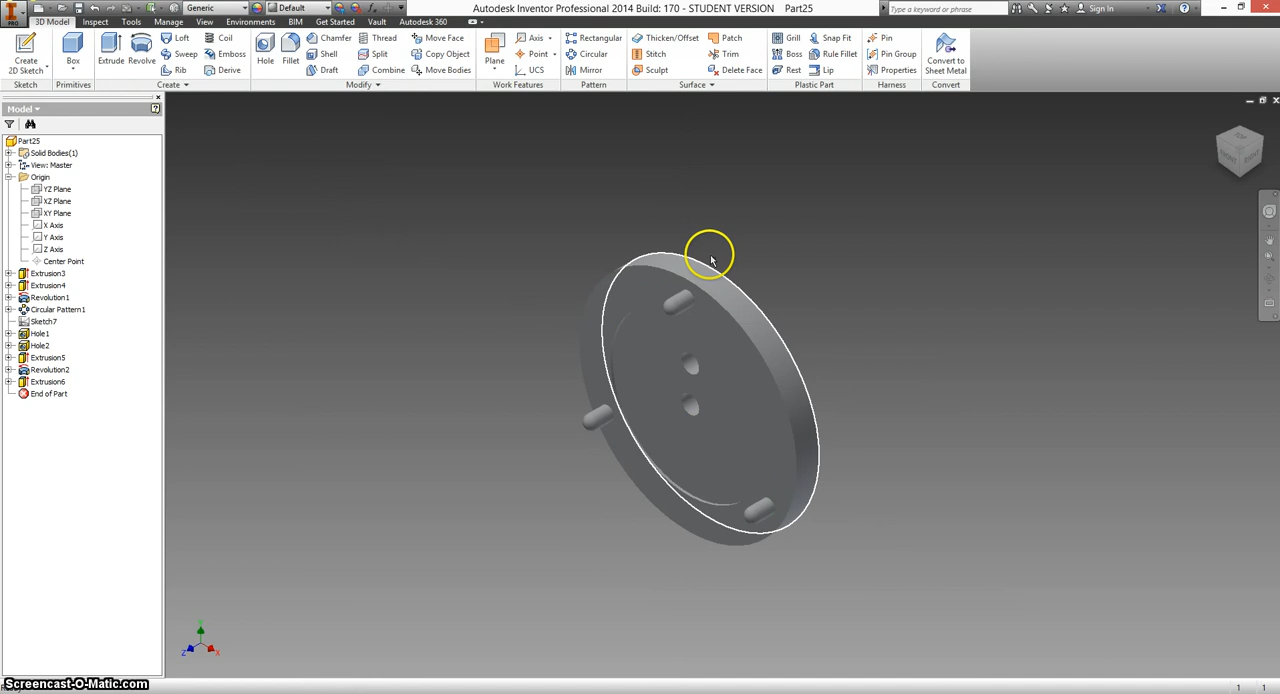 Generic Default Autodesk Inventor Professional 2014 Build: 170 - STUDENT VERSION Part25 Type a keyword or phrase Sign In
PRO 3D Model Inspect Tools Manage View Environments BIM Get Started Vault Autodesk 360
Create 2D Sketch
Box
Extrude
Revolve
Loft Coil
Sweep Emboss
Rib Derive
Hole
Fillet
Chamfer Thread Move Face
Shell Split Copy Object
Draft Combine Move Bodies
Plane
Axis
Point
UCS
Rectangular
Circular
Mirror
Thicken/Offset Patch
Stitch Trim
Sculpt Delete Face
Grill Snap Fit
Boss Rule Fillet
Rest Lip
Pin
Pin Group
Properties
Convert to Sheet Metal
Sketch Primitives Create Modify Work Features Pattern Surface Plastic Part Harness Convert
Model
Part25
Solid Bodies(1)
View: Master
Origin
YZ Plane
XZ Plane
XY Plane
X Axis
Y Axis
Z Axis
Center Point
Extrusion3
Extrusion4
Revolution1
Circular Pattern1
Sketch7
Hole1
Hole2
Extrusion5
Revolution2
Extrusion6
End of Part
TOP
FRONT RIGHT
Y
Z X
Screencast-O-Matic.com
1 1